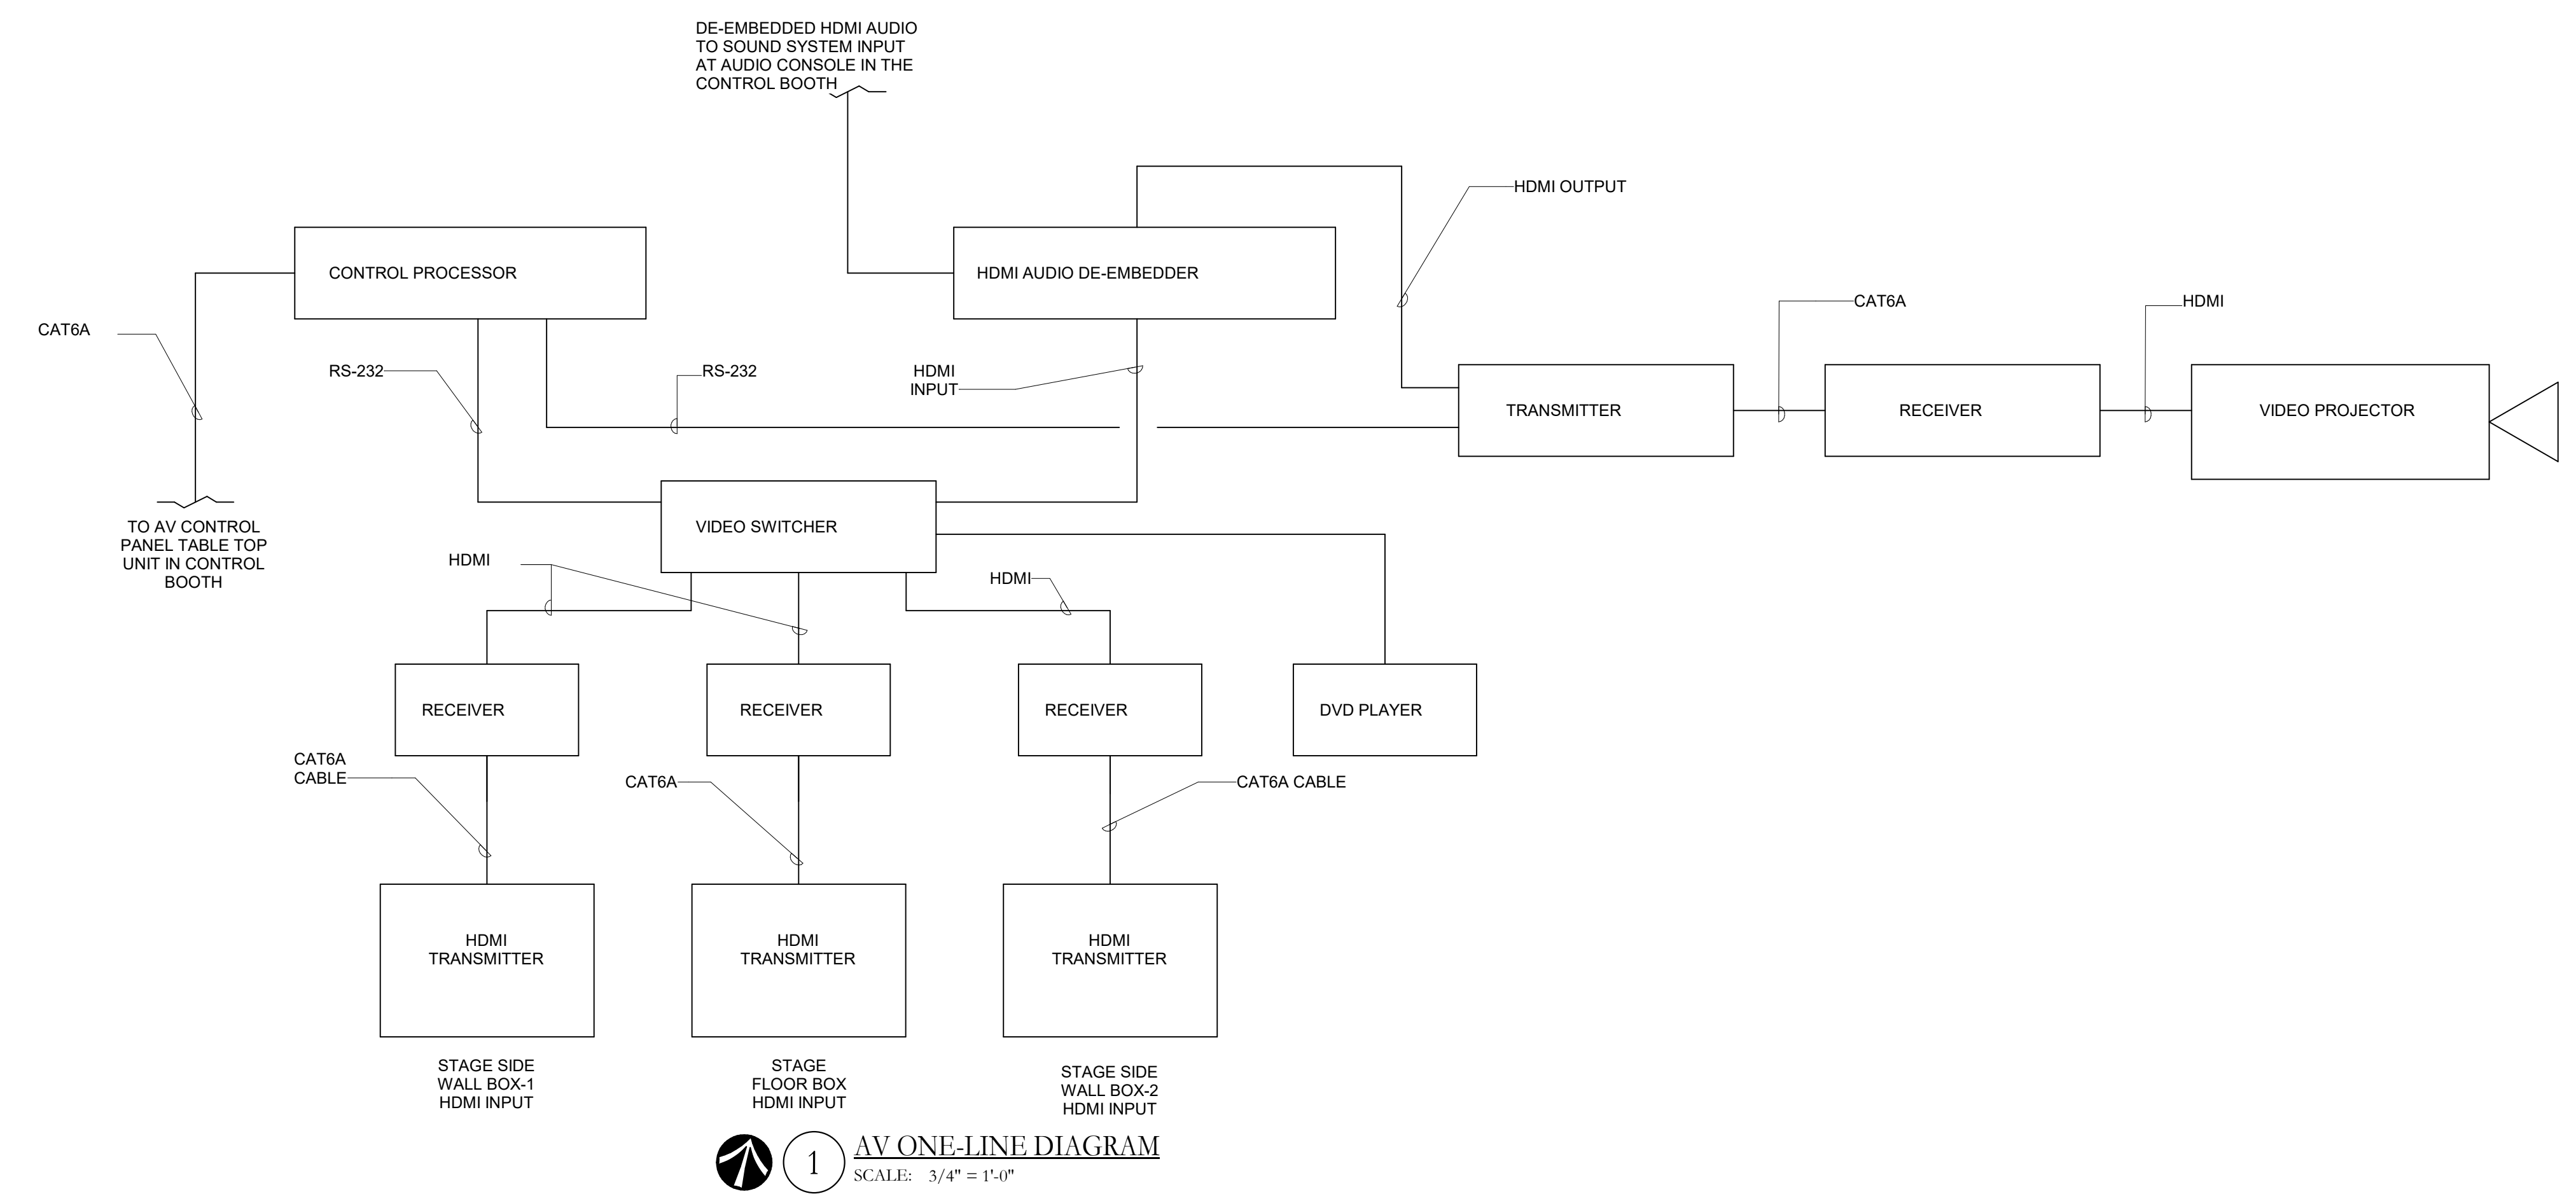 DE-EMBEDDED HDMI AUDIO
TO SOUND SYSTEM INPUT
AT AUDIO CONSOLE IN THE
CONTROL BOOTH
HDMI OUTPUT
CONTROL PROCESSOR
HDMI AUDIO DE-EMBEDDER
CAT6A
HDMI
CAT6A
RS-232
RS-232
HDMI
INPUT
TRANSMITTER
RECEIVER
VIDEO PROJECTOR
TO AV CONTROL
PANEL TABLE TOP
UNIT IN CONTROL
BOOTH
VIDEO SWITCHER
HDMI
HDMI
RECEIVER
RECEIVER
RECEIVER
DVD PLAYER
CAT6A
CABLE
CAT6A
CAT6A CABLE
HDMI
TRANSMITTER
HDMI
TRANSMITTER
HDMI
TRANSMITTER
STAGE SIDE
WALL BOX-1
HDMI INPUT
STAGE
FLOOR BOX
HDMI INPUT
STAGE SIDE
WALL BOX-2
HDMI INPUT
1
AV ONE-LINE DIAGRAM
SCALE: 3/4" = 1'-0"